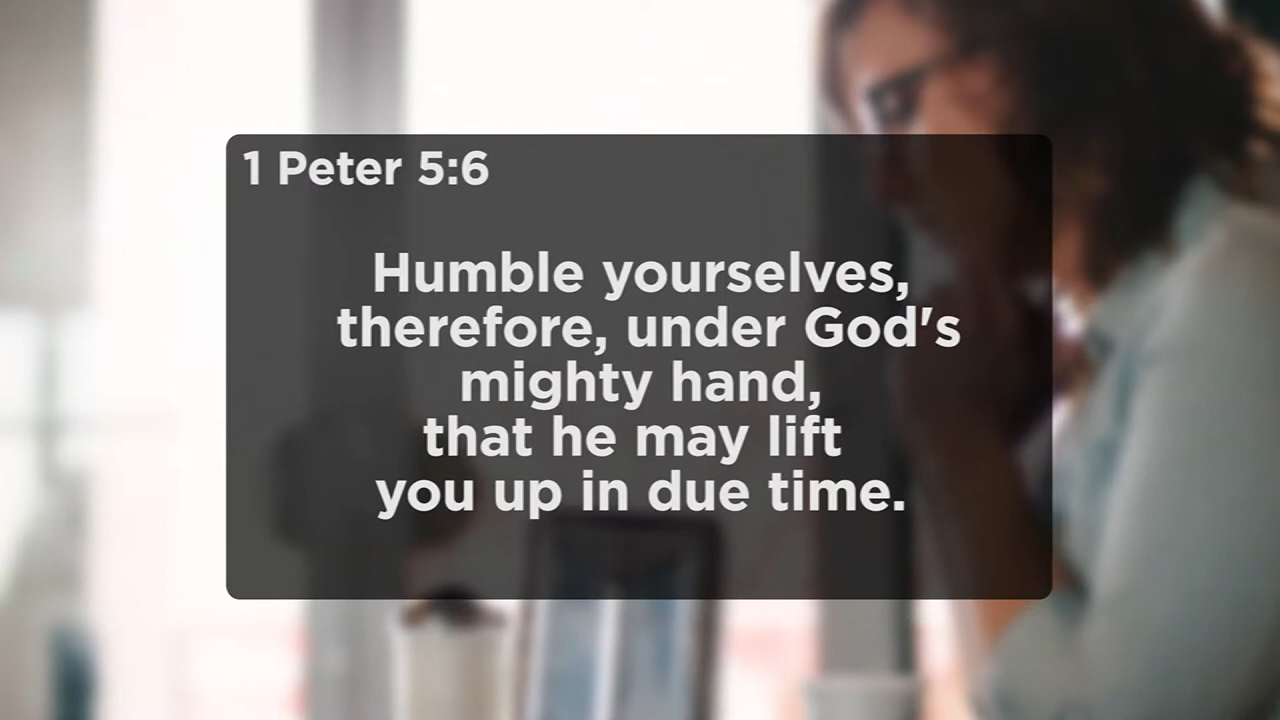 1 Peter 5:6
Humble yourselves,
therefore, under God's
mighty hand,
that he may lift
you up in due time.